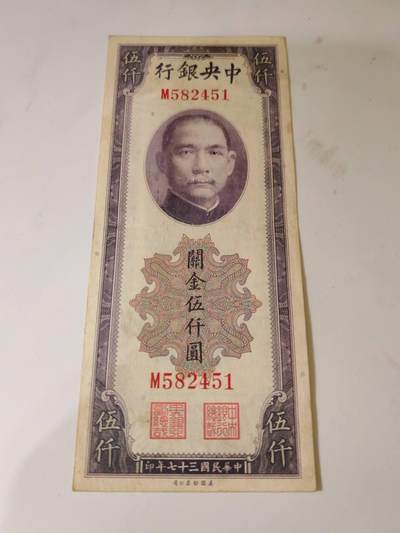 伍仟 伍仟
中央銀行
M582451
關金伍仟圓
M582451
伍仟 伍仟
中華民國三十七年印